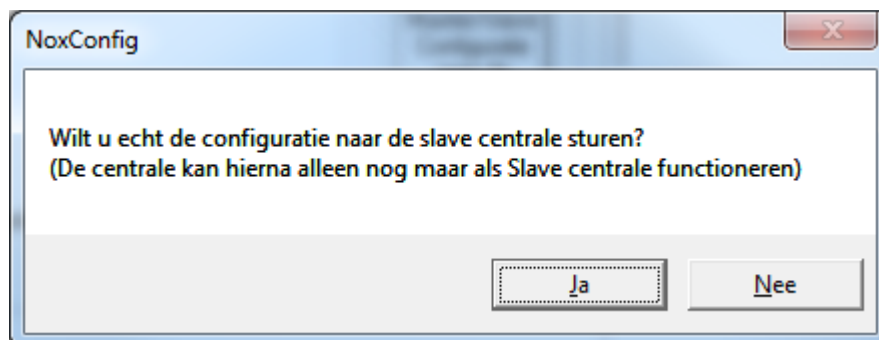 NoxConfig
Wilt u echt de configuratie naar de slave centrale sturen?
(De centrale kan hierna alleen nog maar als Slave centrale functioneren)
Ja
Nee